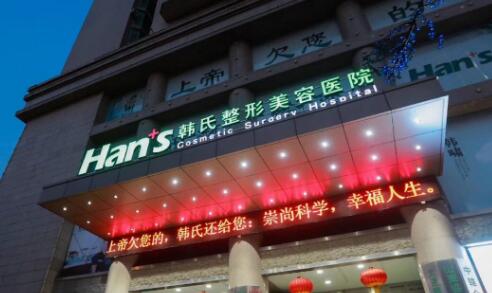 上帝欠您的
Han's
Han's 韩氏整形美容医院
Cosmetic Surgery Hospital
上帝欠您的，韩氏还给您：崇尚科学，幸福人生。